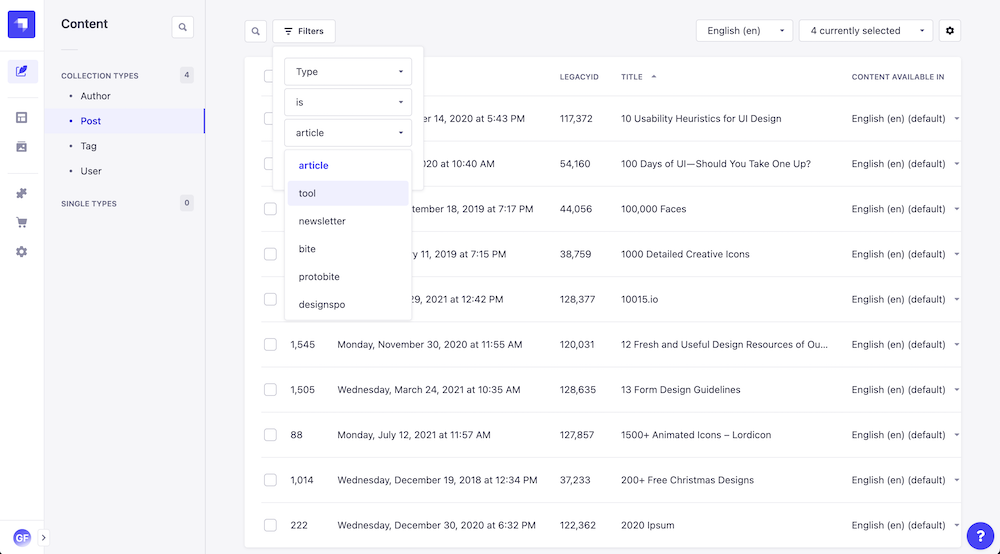 Content
COLLECTION TYPES 4
Author
Post
Tag
User
SINGLE TYPES 0
GF
Filters
English (en)
4 currently selected
Type
is
article
article
tool
newsletter
bite
protobite
designspo
LEGACYID TITLE CONTENT AVAILABLE IN
er 14, 2020 at 5:43 PM 117,372 10 Usability Heuristics for UI Design English (en) (default)
020 at 10:40 AM 54,160 100 Days of UI—Should You Take One Up? English (en) (default)
tember 18, 2019 at 7:17 PM 44,056 100,000 Faces English (en) (default)
y 11, 2019 at 7:15 PM 38,759 1000 Detailed Creative Icons English (en) (default)
29, 2021 at 12:42 PM 128,377 10015.io English (en) (default)
1,545 Monday, November 30, 2020 at 11:55 AM 120,031 12 Fresh and Useful Design Resources of Ou... English (en) (default)
1,505 Wednesday, March 24, 2021 at 10:35 AM 128,635 13 Form Design Guidelines English (en) (default)
88 Monday, July 12, 2021 at 11:57 AM 127,857 1500+ Animated Icons – Lordicon English (en) (default)
1,014 Wednesday, December 19, 2018 at 12:34 PM 37,233 200+ Free Christmas Designs English (en) (default)
222 Wednesday, December 30, 2020 at 6:32 PM 122,362 2020 Ipsum English (en) (default)
?